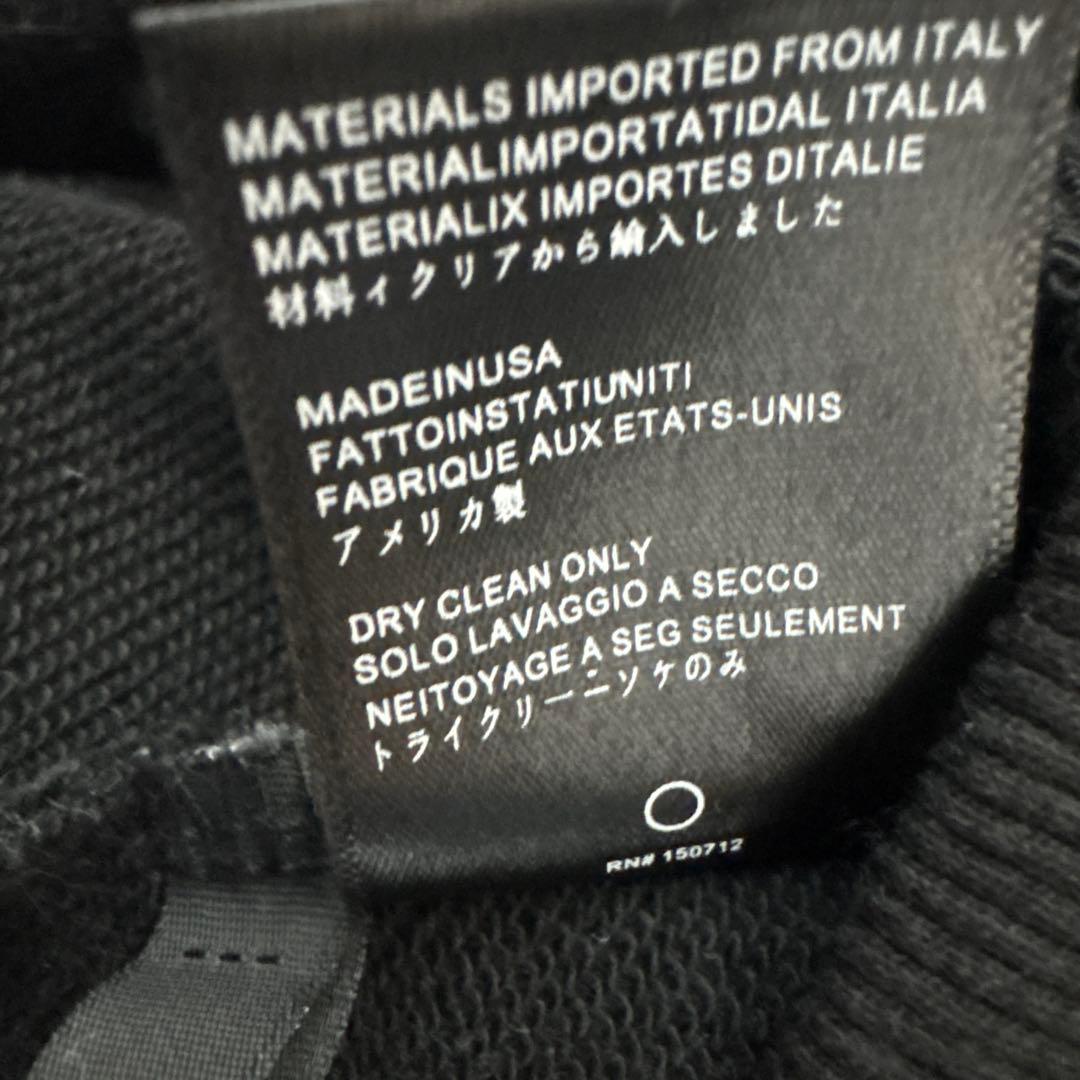 MATERIALS IMPORTED FROM ITALY
MATERIALIMPORTATIDAL ITALIA
MATERIALIX IMPORTES DITALIE
材料ィクリアから輸入しました
MADEINUSA
FATTOINSTATIUNITI
FABRIQUE AUX ETATS-UNIS
アメリカ製
DRY CLEAN ONLY
SOLO LAVAGGIO A SECCO
NEITOYAGE A SEG SEULEMENT
トライクリーニソケのみ
RN# 150712